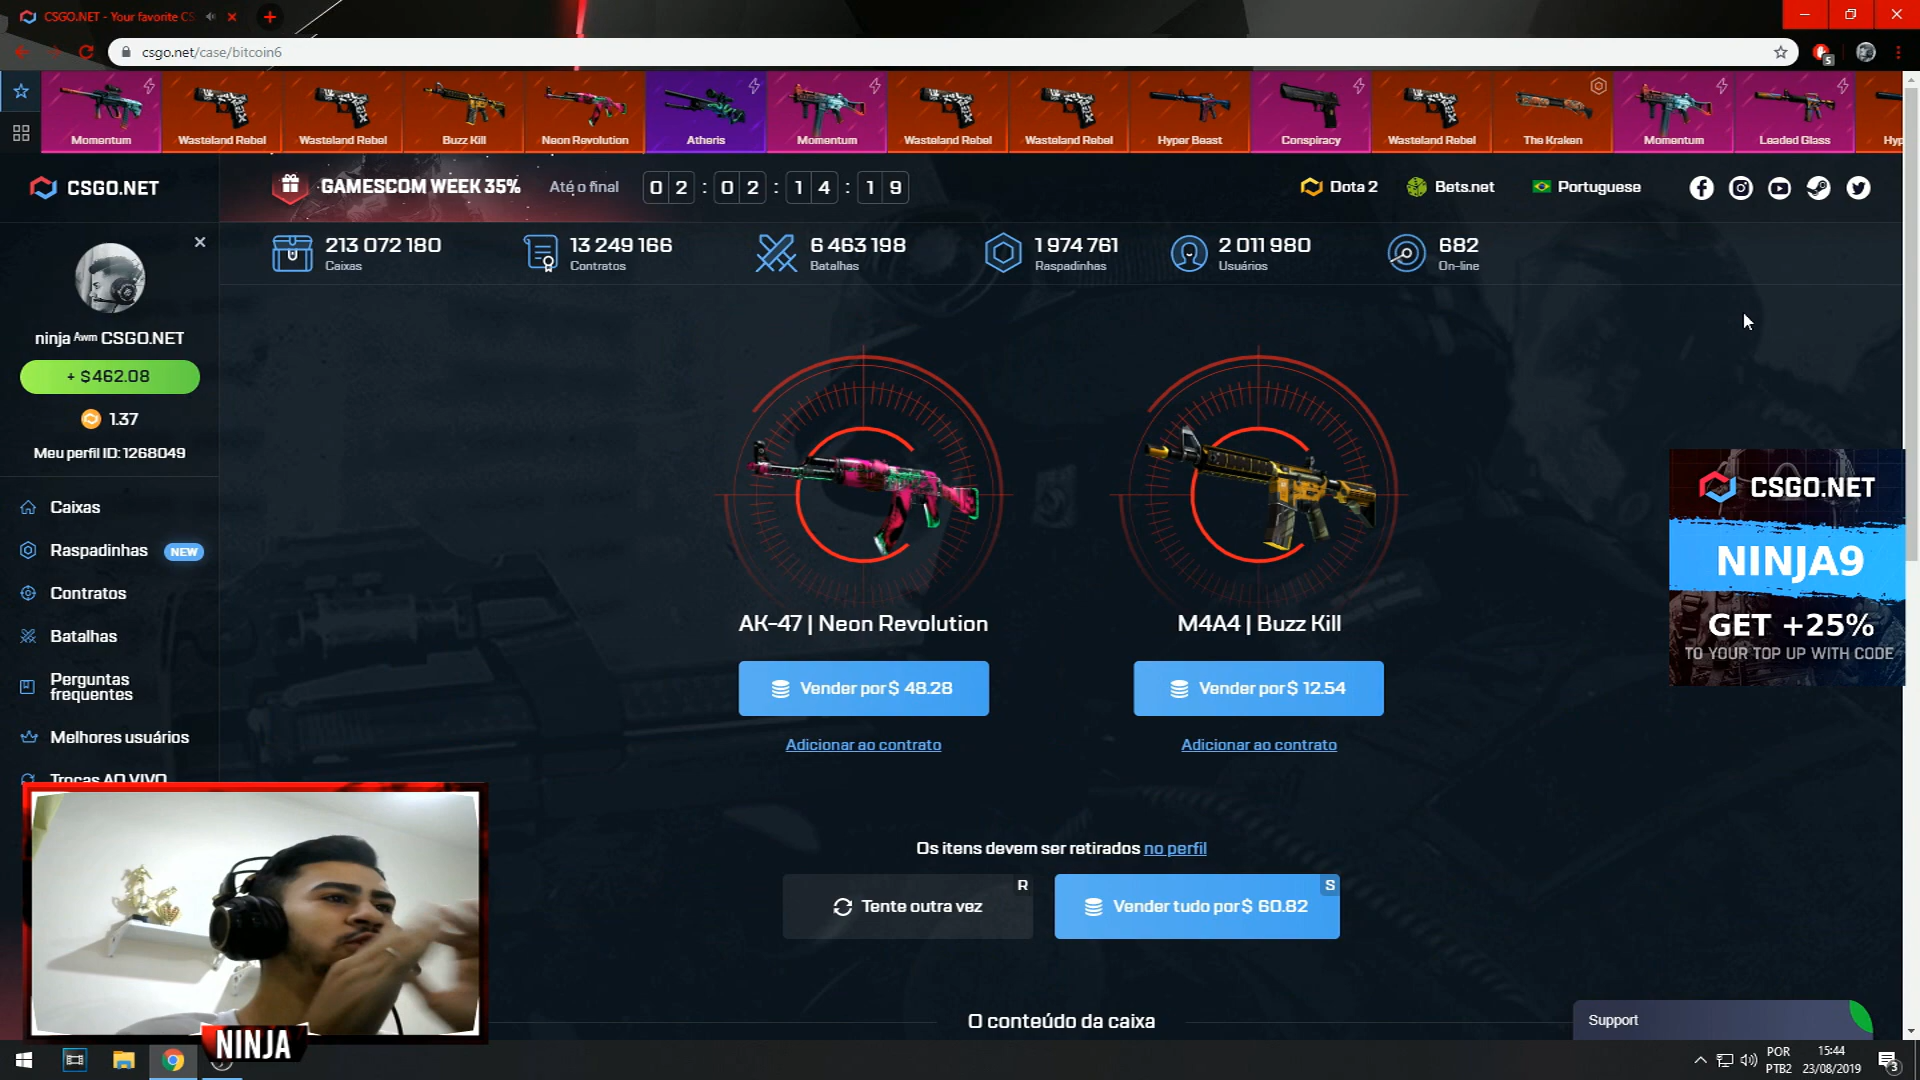 CSGO.NET - Your favorite CS
csgo.net/case/bitcoin6
5
Momentum
Wasteland Rebel
Wasteland Rebel
Buzz Kill
Neon Revolution
Atheris
Momentum
Wasteland Rebel
Wasteland Rebel
Hyper Beast
Conspiracy
Wasteland Rebel
The Kraken
Momentum
Leaded Glass
Hyp
CSGO.NET
GAMESCOM WEEK 35%
Até o final
02:02:14:19
Dota 2
Bets.net
Portuguese
213 072 180
Caixas
13 249 166
Contratos
6 463 198
Batalhas
1 974 761
Raspadinhas
2 011 980
Usuários
682
On-line
ninja ᴬʷᵐ CSGO.NET
+ $462.08
1.37
Meu perfil ID: 1268049
Caixas
Raspadinhas NEW
Contratos
Batalhas
Perguntas
frequentes
Melhores usuários
Trocas AO VIVO
AK-47 | Neon Revolution
Vender por $ 48.28
Adicionar ao contrato
M4A4 | Buzz Kill
Vender por $ 12.54
Adicionar ao contrato
CSGO.NET
NINJA9
GET +25%
TO YOUR TOP UP WITH CODE
Os itens devem ser retirados no perfil
Tente outra vez
R
Vender tudo por $ 60.82
S
O conteúdo da caixa
Support
NINJA
POR
PTB2
15:44
23/08/2019
3